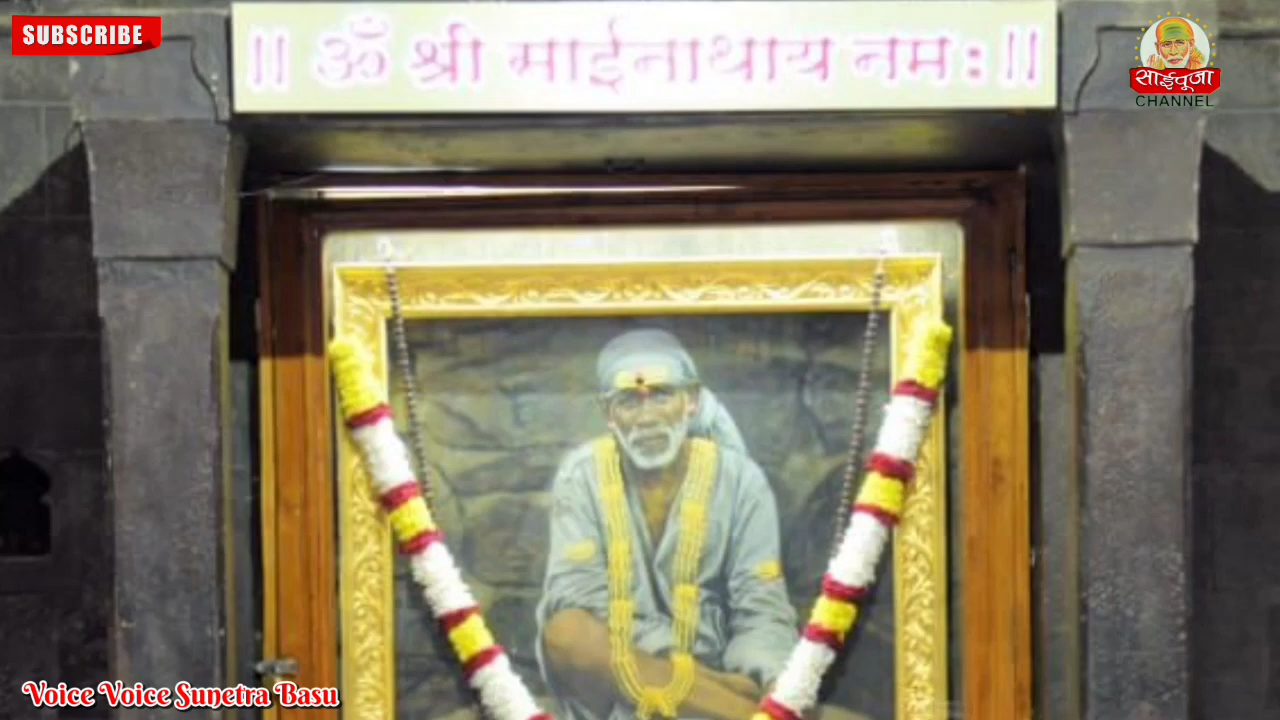 SUBSCRIBE
|| ॐ श्री साईनाथाय नमः ||
साईपूजा
CHANNEL
Voice Voice Sunetra Basu